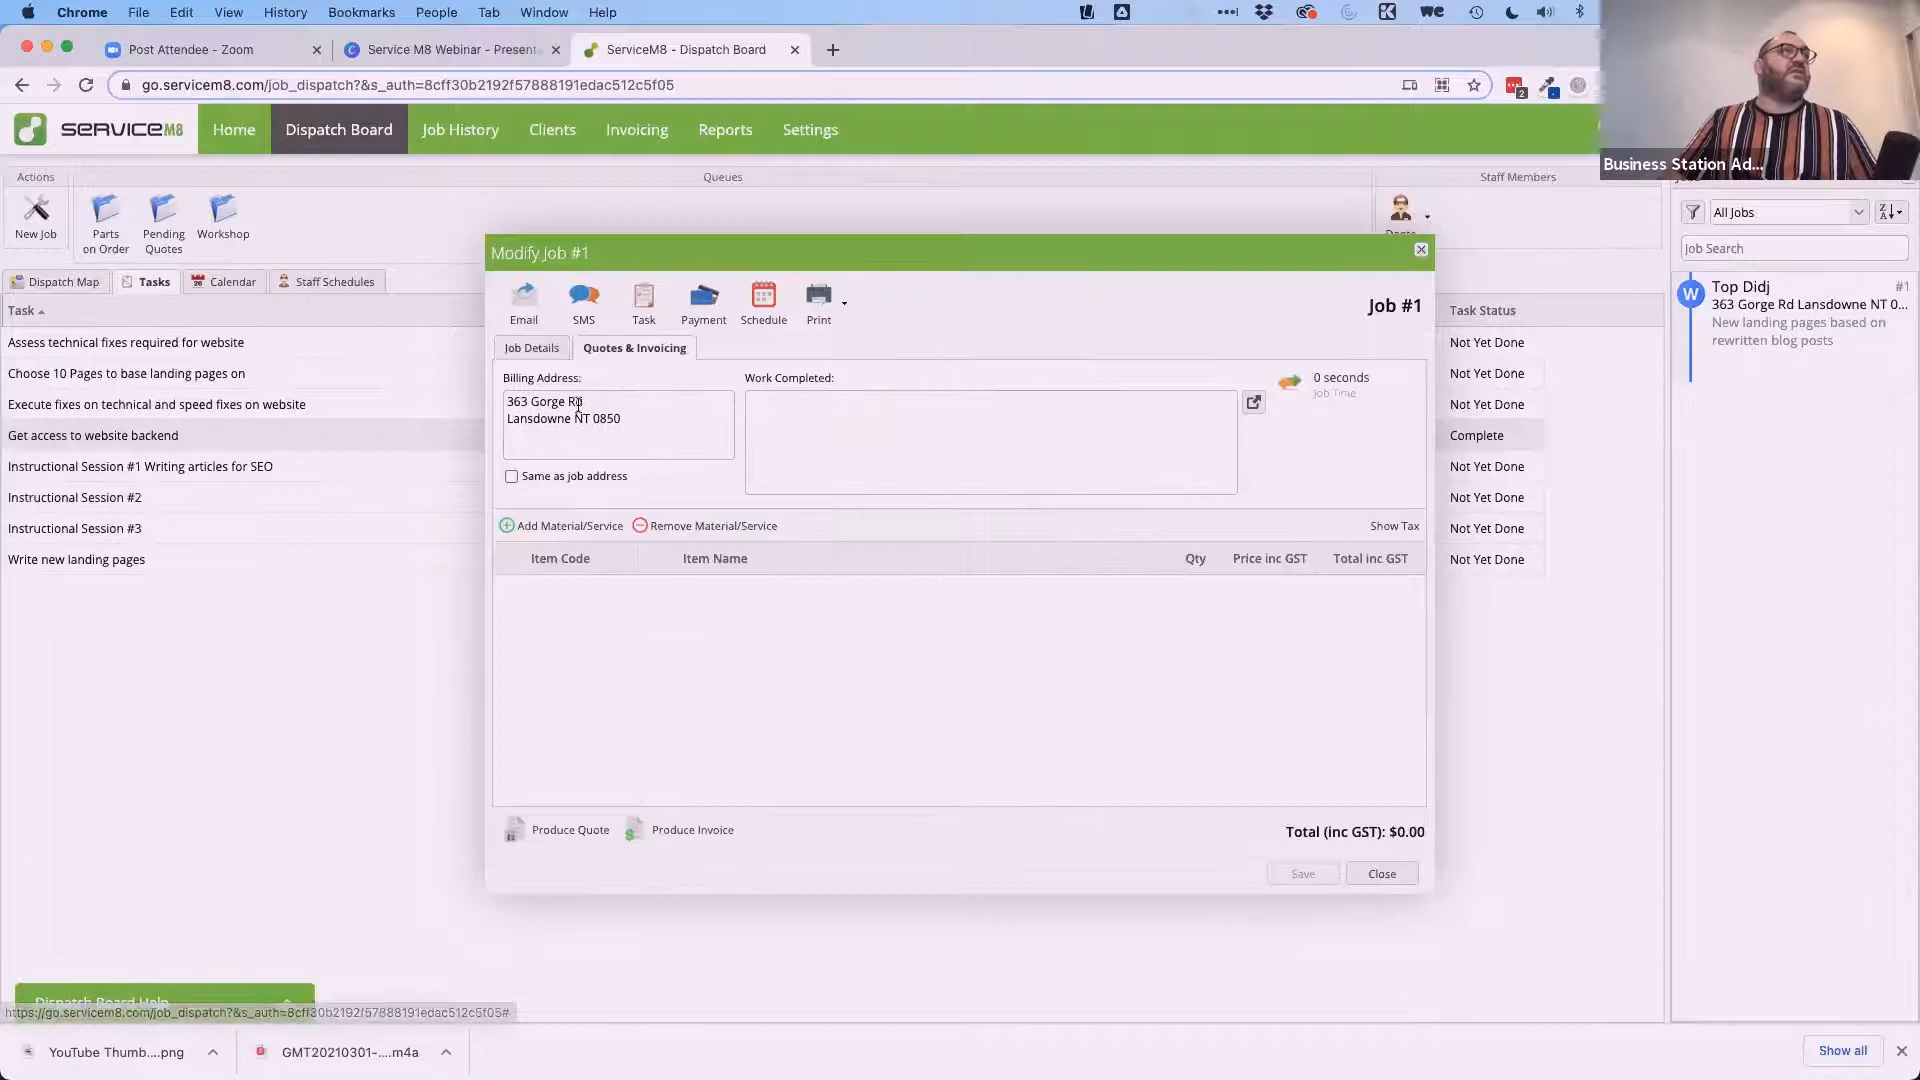 Chrome File Edit View History Bookmarks People Tab Window Help
Post Attendee - Zoom
Service M8 Webinar - Present
ServiceM8 - Dispatch Board
go.servicem8.com/job_dispatch?&s_auth=8cff30b2192f57888191edac512c5f05
2
SERVICEM8 Home Dispatch Board Job History Clients Invoicing Reports Settings
Business Station Ad...
Actions
Queues
Staff Members
New Job
Parts on Order
Pending Quotes
Workshop
All Jobs
Job Search
Dispatch Map Tasks Calendar Staff Schedules
Task
Task Status
Assess technical fixes required for website
Not Yet Done
Choose 10 Pages to base landing pages on
Not Yet Done
Execute fixes on technical and speed fixes on website
Not Yet Done
Get access to website backend
Complete
Instructional Session #1 Writing articles for SEO
Not Yet Done
Instructional Session #2
Not Yet Done
Instructional Session #3
Not Yet Done
Write new landing pages
Not Yet Done
W Top Didj #1
363 Gorge Rd Lansdowne NT 0...
New landing pages based on
rewritten blog posts
Modify Job #1
Email SMS Task Payment Schedule Print
Job #1
Job Details Quotes & Invoicing
Billing Address:
363 Gorge Rd
Lansdowne NT 0850
Same as job address
Work Completed:
0 seconds
Job Time
Add Material/Service Remove Material/Service Show Tax
Item Code Item Name Qty Price inc GST Total inc GST
Produce Quote Produce Invoice
Total (inc GST): $0.00
Save Close
Dispatch Board Help
https://go.servicem8.com/job_dispatch?&s_auth=8cff30b2192f57888191edac512c5f05#
YouTube Thumb....png
GMT20210301-....m4a
Show all